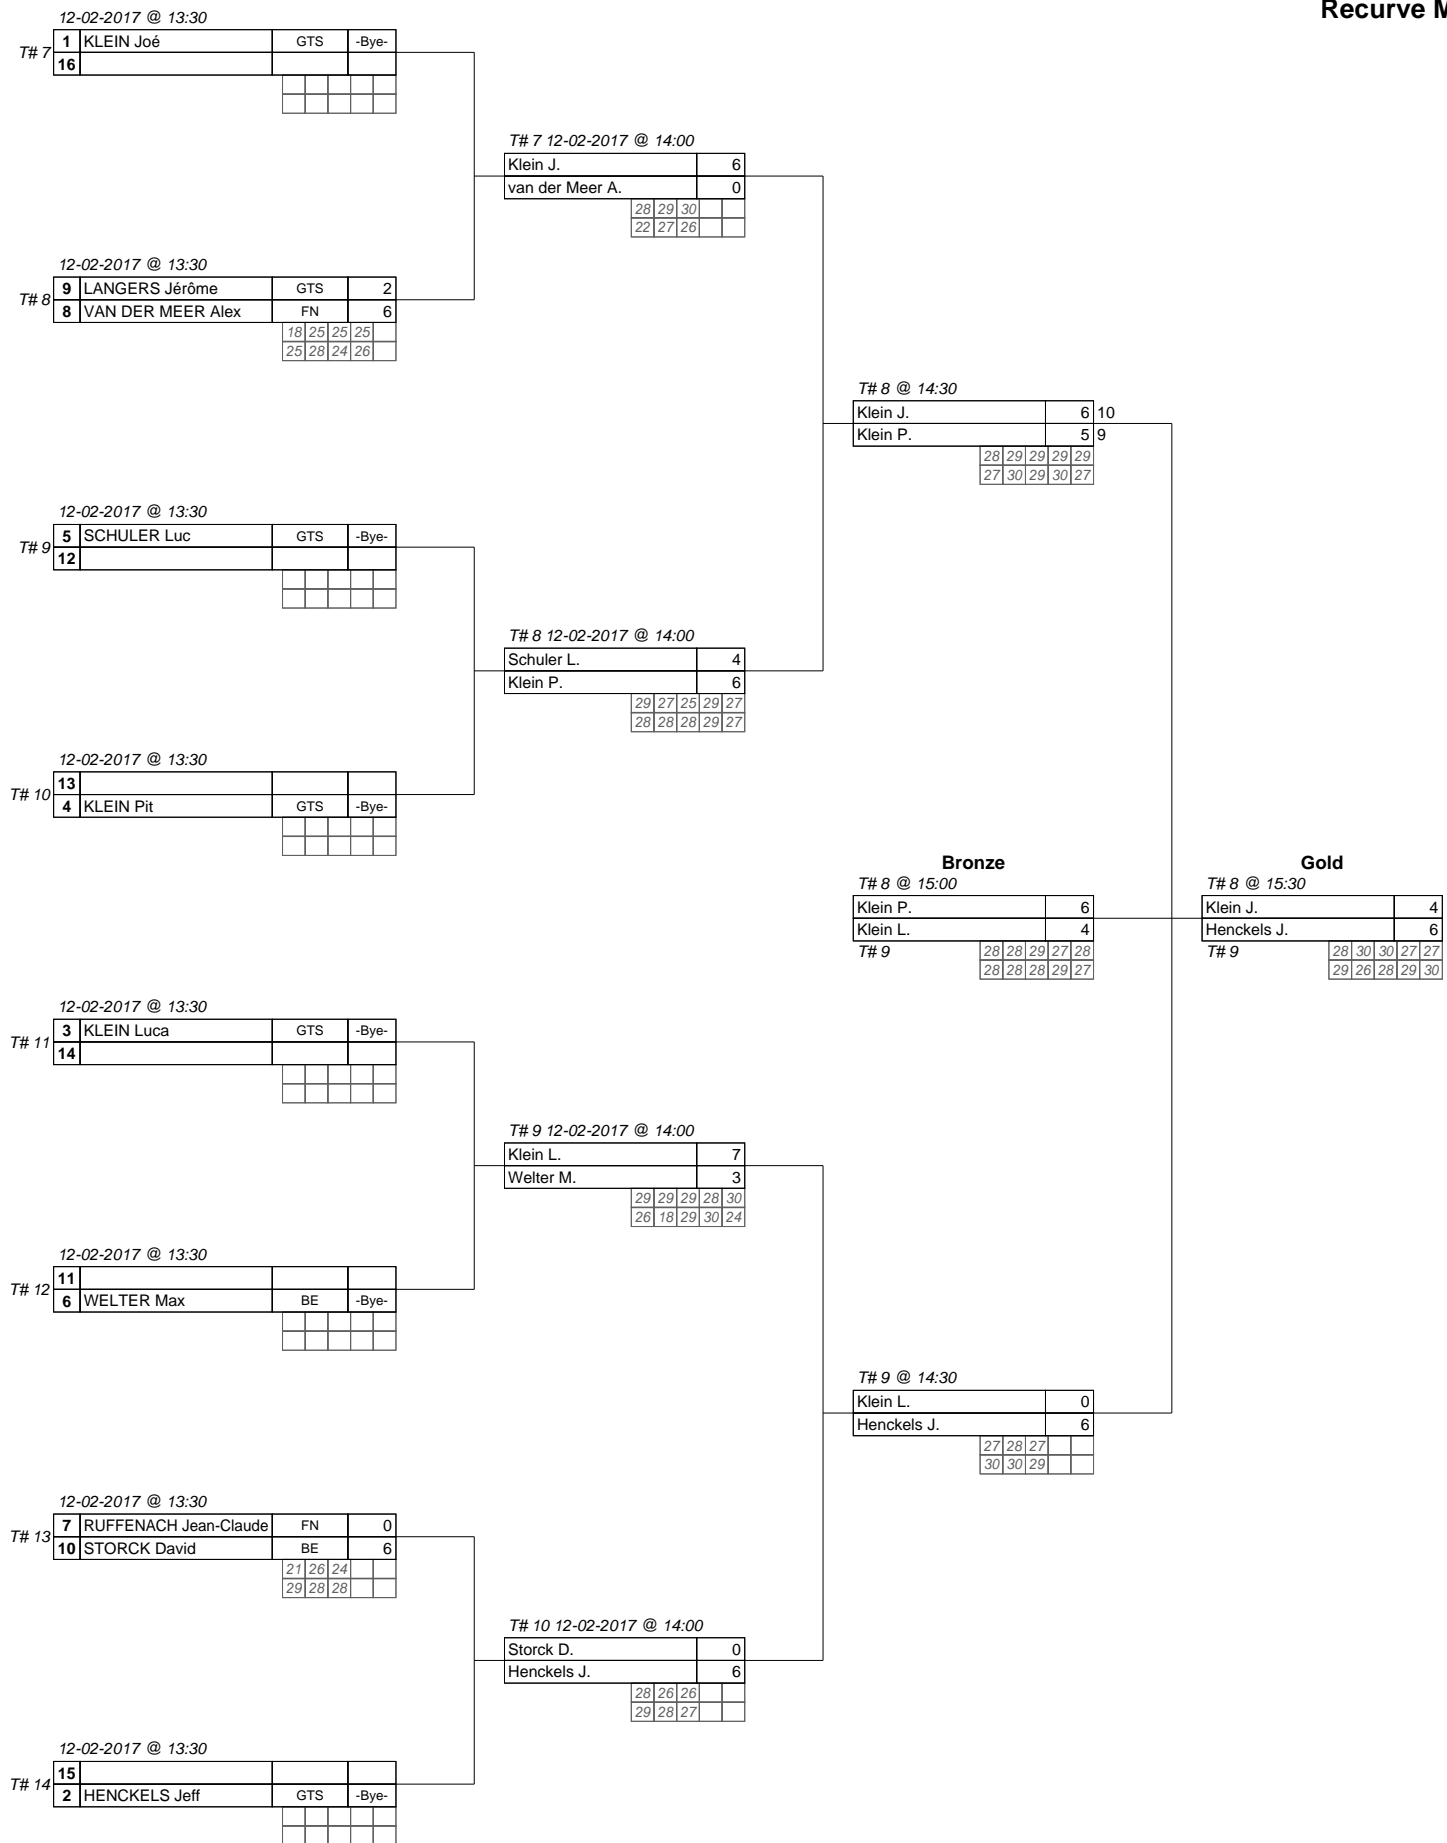 Recurve M
12-02-2017 @ 13:30
T# 7
1 KLEIN Joé GTS -Bye-
16
T# 7 12-02-2017 @ 14:00
Klein J. 6
van der Meer A. 0
28 29 30
22 27 26
12-02-2017 @ 13:30
T# 8
9 LANGERS Jérôme GTS 2
8 VAN DER MEER Alex FN 6
18 25 25 25
25 28 24 26
T# 8 @ 14:30
Klein J. 6 10
Klein P. 5 9
28 29 29 29 29
27 30 29 30 27
12-02-2017 @ 13:30
T# 9
5 SCHULER Luc GTS -Bye-
12
T# 8 12-02-2017 @ 14:00
Schuler L. 4
Klein P. 6
29 27 25 29 27
28 28 28 29 27
12-02-2017 @ 13:30
T# 10
13
4 KLEIN Pit GTS -Bye-
Bronze
T# 8 @ 15:00
Klein P. 6
Klein L. 4
T# 9
28 28 29 27 28
28 28 28 29 27
Gold
T# 8 @ 15:30
Klein J. 4
Henckels J. 6
T# 9
28 30 30 27 27
29 26 28 29 30
12-02-2017 @ 13:30
T# 11
3 KLEIN Luca GTS -Bye-
14
T# 9 12-02-2017 @ 14:00
Klein L. 7
Welter M. 3
29 29 29 28 30
26 18 29 30 24
12-02-2017 @ 13:30
T# 12
11
6 WELTER Max BE -Bye-
T# 9 @ 14:30
Klein L. 0
Henckels J. 6
27 28 27
30 30 29
12-02-2017 @ 13:30
T# 13
7 RUFFENACH Jean-Claude FN 0
10 STORCK David BE 6
21 26 24
29 28 28
T# 10 12-02-2017 @ 14:00
Storck D. 0
Henckels J. 6
28 26 26
29 28 27
12-02-2017 @ 13:30
T# 14
15
2 HENCKELS Jeff GTS -Bye-